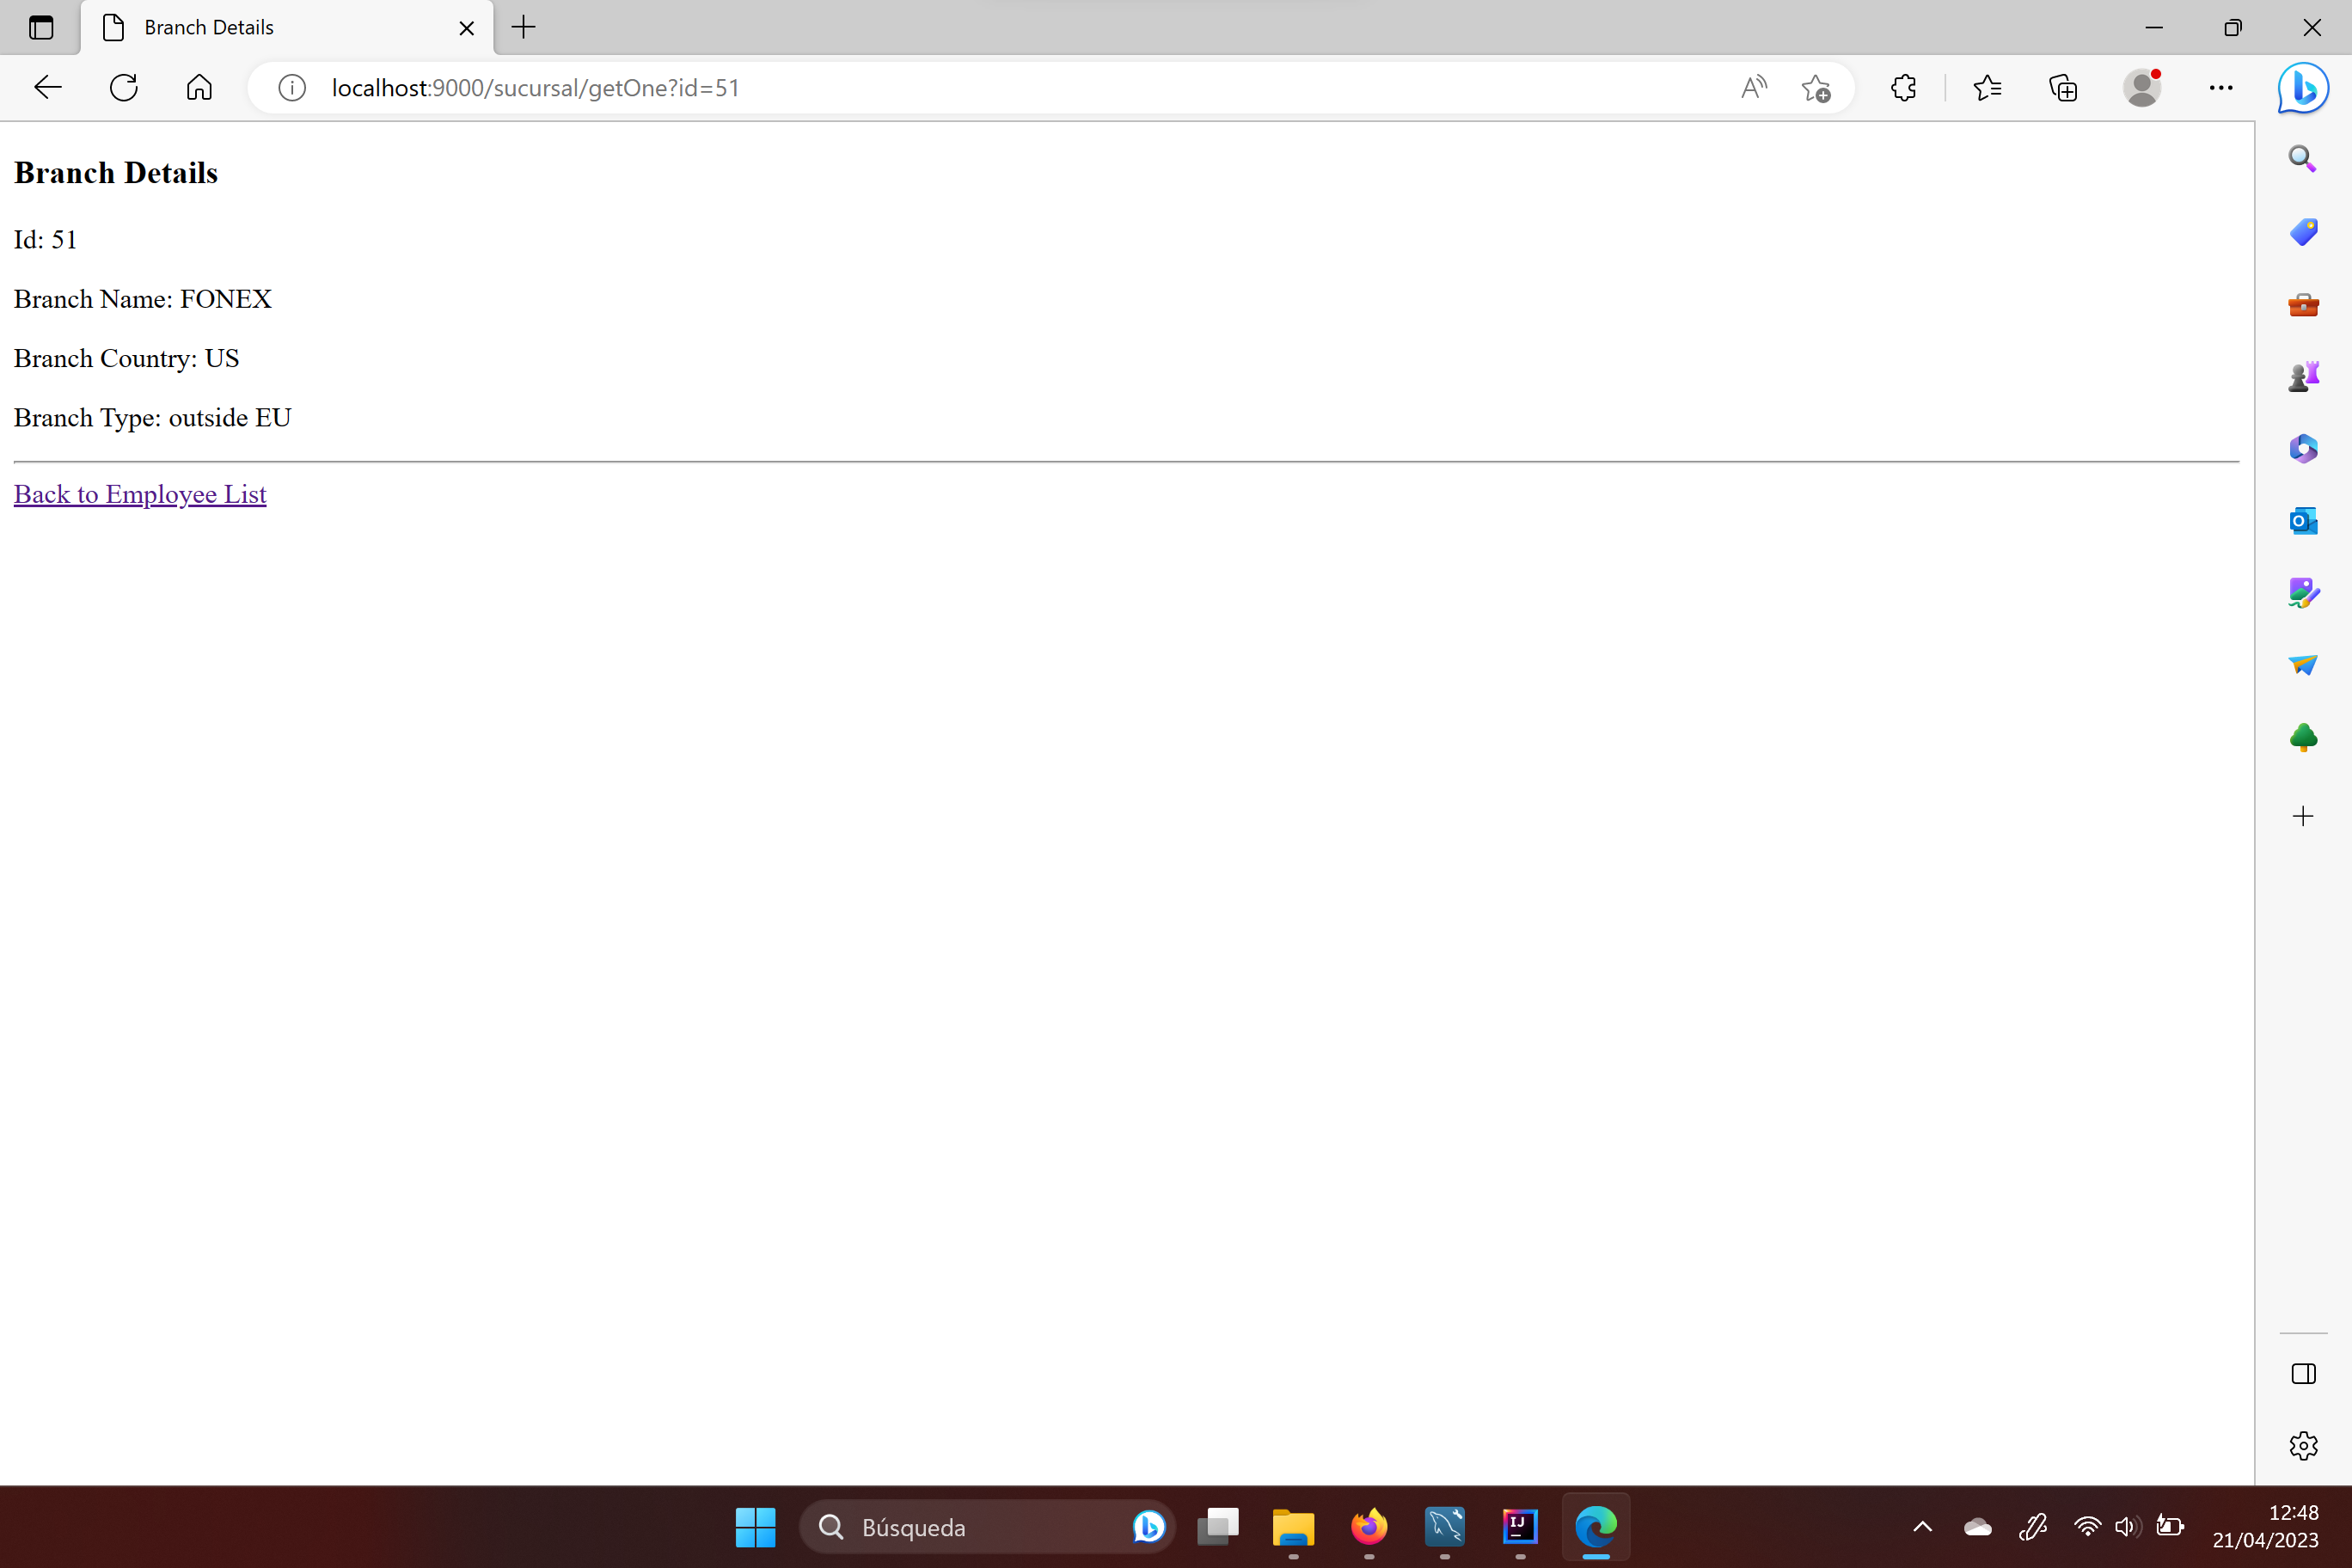 Branch Details
localhost:9000/sucursal/getOne?id=51
Branch Details
Id: 51
Branch Name: FONEX
Branch Country: US
Branch Type: outside EU
Back to Employee List
Búsqueda
12:48
21/04/2023